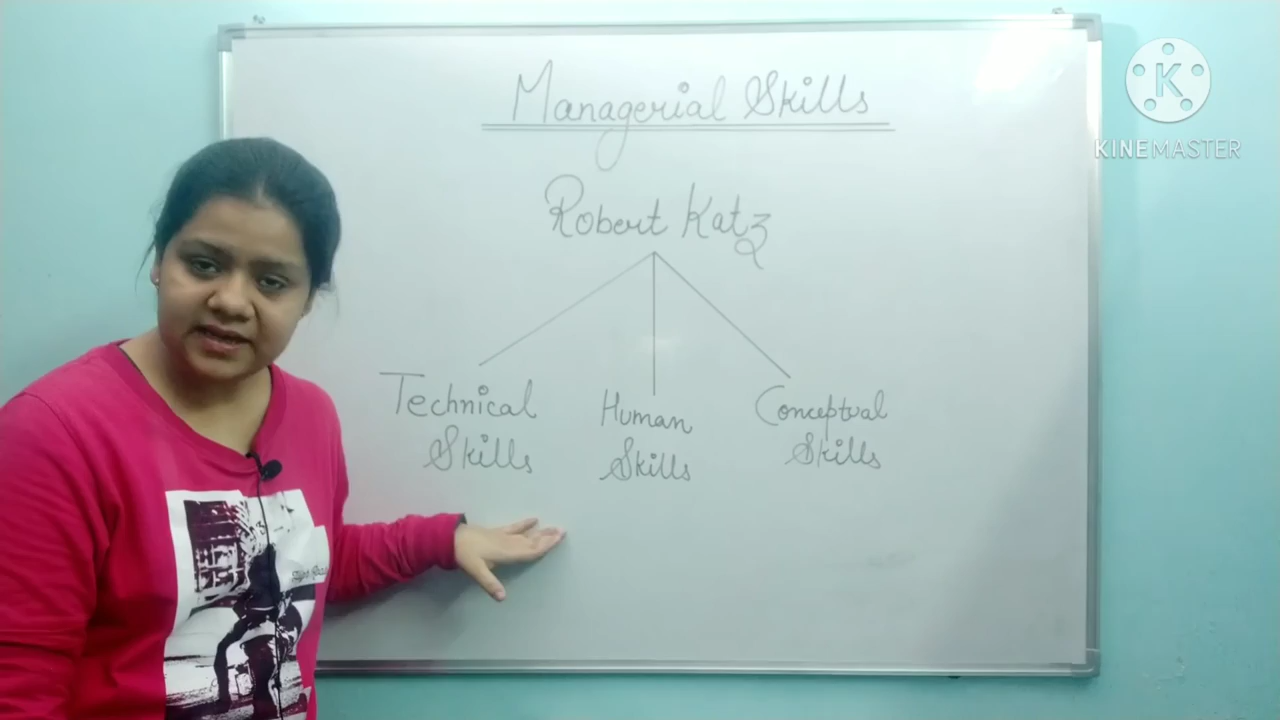 Managerial Skills
Robert Katz
Technical
Skills
Human
Skills
Conceptual
Skills
K
KINEMASTER